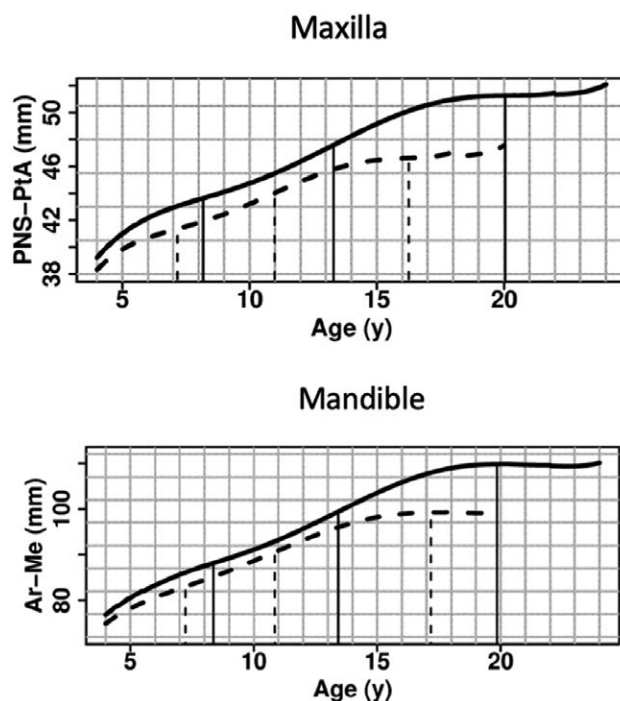 Maxilla
PNS-PtA (mm)
50
46
42
38
5 10 15 20
Age (y)
Mandible
Ar-Me (mm)
100
80
5 10 15 20
Age (y)